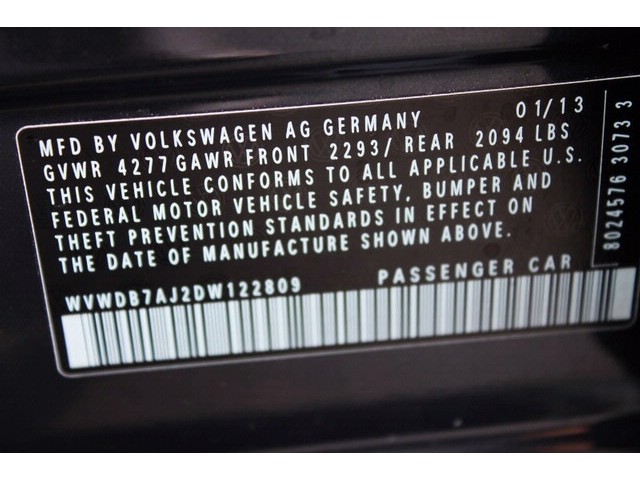 MFD BY VOLKSWAGEN AG GERMANY 01/13
GVWR 4277 GAWR FRONT 2293/ REAR 2094 LBS
THIS VEHICLE CONFORMS TO ALL APPLICABLE U.S.
FEDERAL MOTOR VEHICLE SAFETY, BUMPER AND
THEFT PREVENTION STANDARDS IN EFFECT ON
THE DATE OF MANUFACTURE SHOWN ABOVE.
WVWDB7AJ2DW122809 PASSENGER CAR
8024576 30733